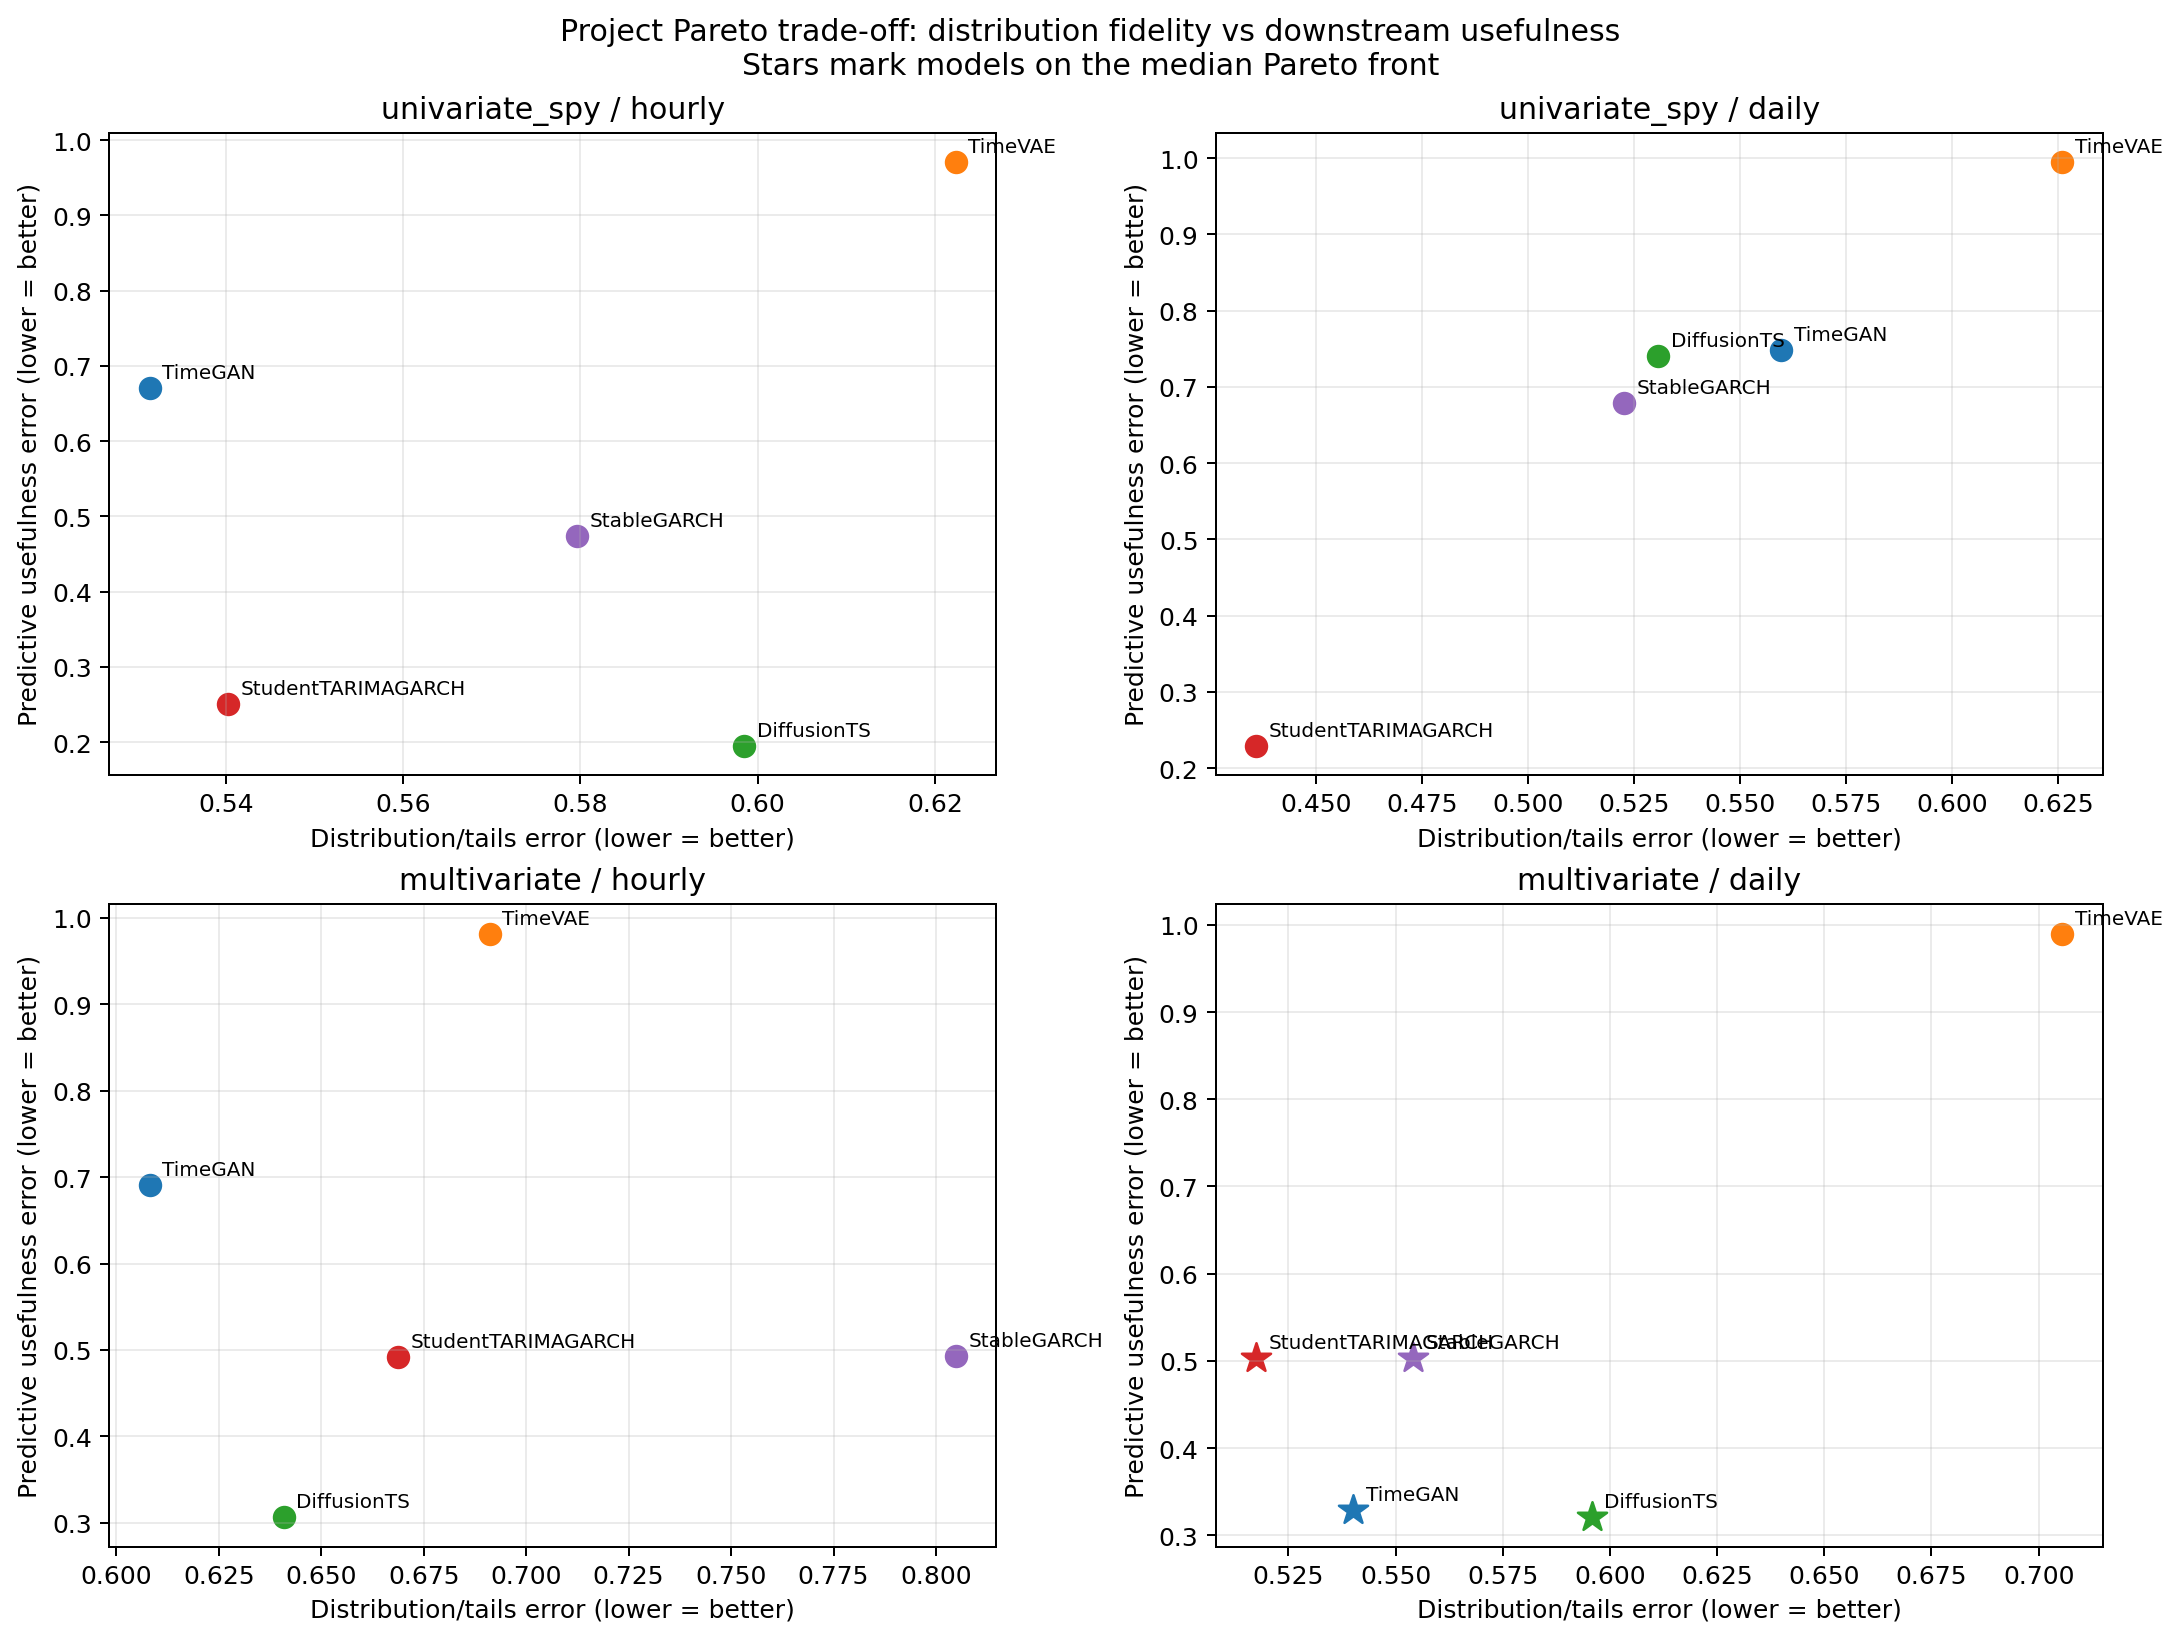 Project Pareto trade-off: distribution fidelity vs downstream usefulness
Stars mark models on the median Pareto front
univariate_spy / hourly
Predictive usefulness error (lower = better)
1.0
0.9
0.8
0.7
0.6
0.5
0.4
0.3
0.2
TimeVAE
TimeGAN
StableGARCH
StudentTARIMAGARCH
DiffusionTS
0.54
0.56
0.58
0.60
0.62
Distribution/tails error (lower = better)
univariate_spy / daily
Predictive usefulness error (lower = better)
1.0
0.9
0.8
0.7
0.6
0.5
0.4
0.3
0.2
TimeVAE
DiffusionTS
TimeGAN
StableGARCH
StudentTARIMAGARCH
0.450
0.475
0.500
0.525
0.550
0.575
0.600
0.625
Distribution/tails error (lower = better)
multivariate / hourly
Predictive usefulness error (lower = better)
1.0
0.9
0.8
0.7
0.6
0.5
0.4
0.3
TimeVAE
TimeGAN
StudentTARIMAGARCH
StableGARCH
DiffusionTS
0.600
0.625
0.650
0.675
0.700
0.725
0.750
0.775
0.800
Distribution/tails error (lower = better)
multivariate / daily
Predictive usefulness error (lower = better)
1.0
0.9
0.8
0.7
0.6
0.5
0.4
0.3
TimeVAE
StudentTARIMAGARCH
StableGARCH
TimeGAN
DiffusionTS
0.525
0.550
0.575
0.600
0.625
0.650
0.675
0.700
Distribution/tails error (lower = better)